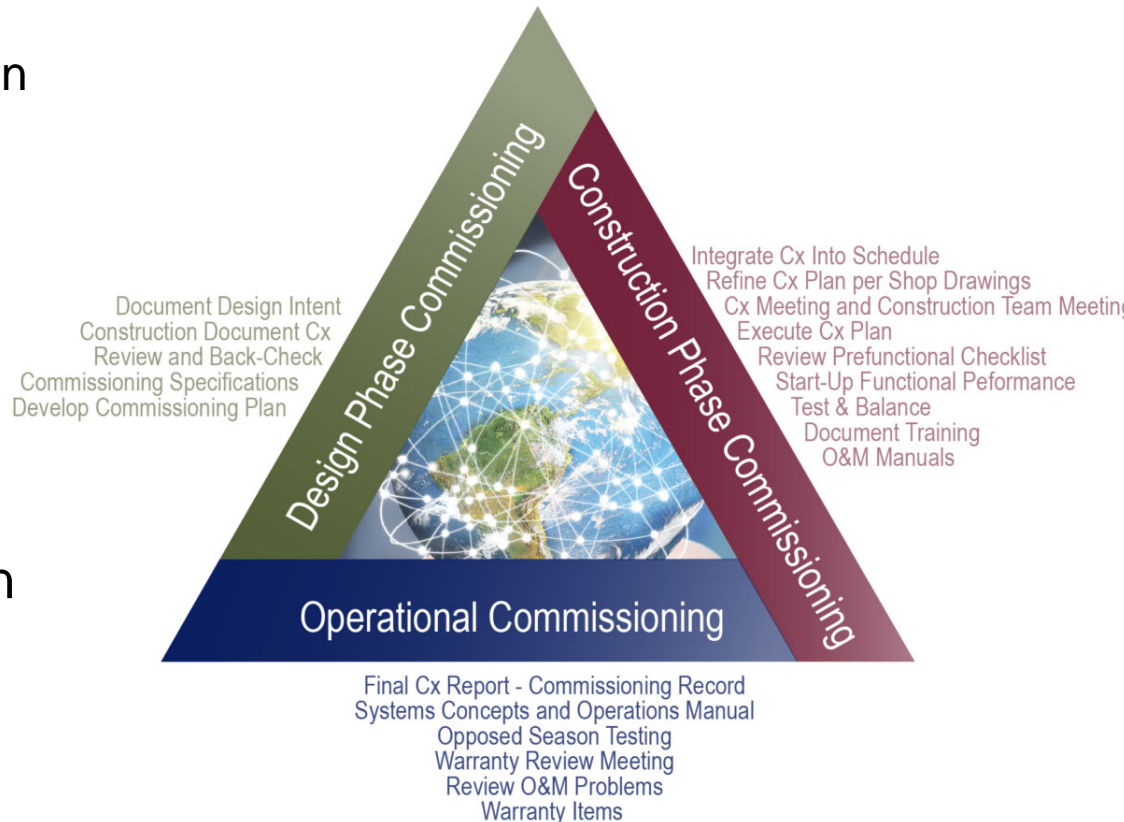 n
Design Phase Commissioning
Document Design Intent
Construction Document Cx
Review and Back-Check
Commissioning Specifications
Develop Commissioning Plan
Construction Phase Commissioning
Integrate Cx Into Schedule
Refine Cx Plan per Shop Drawings
Cx Meeting and Construction Team Meeting
Execute Cx Plan
Review Prefunctional Checklist
Start-Up Functional Peformance
Test & Balance
Document Training
O&M Manuals
n
Operational Commissioning
Final Cx Report - Commissioning Record
Systems Concepts and Operations Manual
Opposed Season Testing
Warranty Review Meeting
Review O&M Problems
Warranty Items